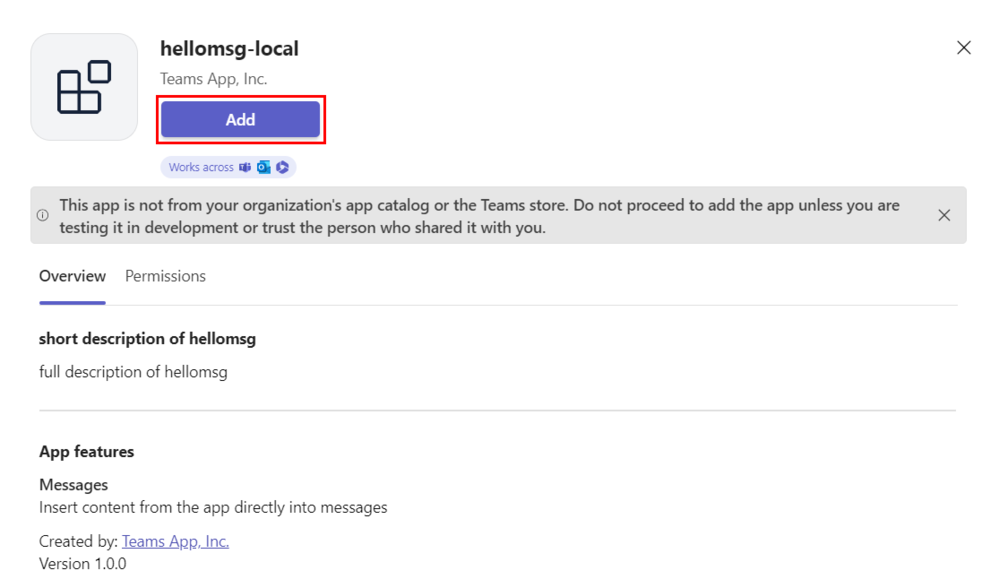 hellomsg-local
Teams App, Inc.
Add
Works across
This app is not from your organization's app catalog or the Teams store. Do not proceed to add the app unless you are
testing it in development or trust the person who shared it with you.
Overview Permissions
short description of hellomsg
full description of hellomsg
App features
Messages
Insert content from the app directly into messages
Created by: Teams App, Inc.
Version 1.0.0